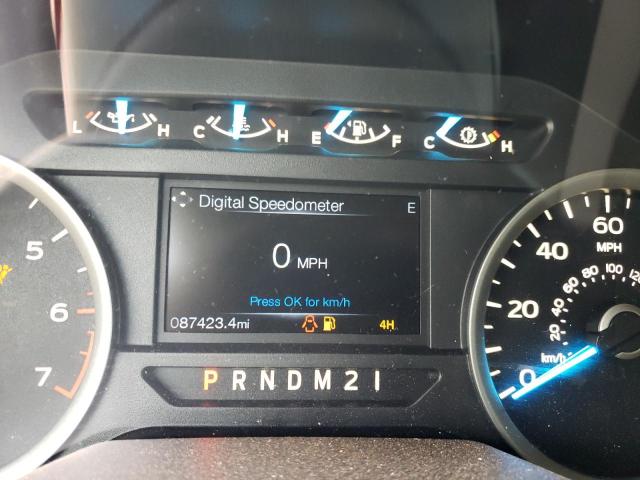 L H C H E F C H
Digital Speedometer E
0 MPH
Press OK for km/h
087423.4mi 4H
P R N D M 2 1
5
6
7
60
MPH
40
20
0
120
100
80
60
40
20
km/h